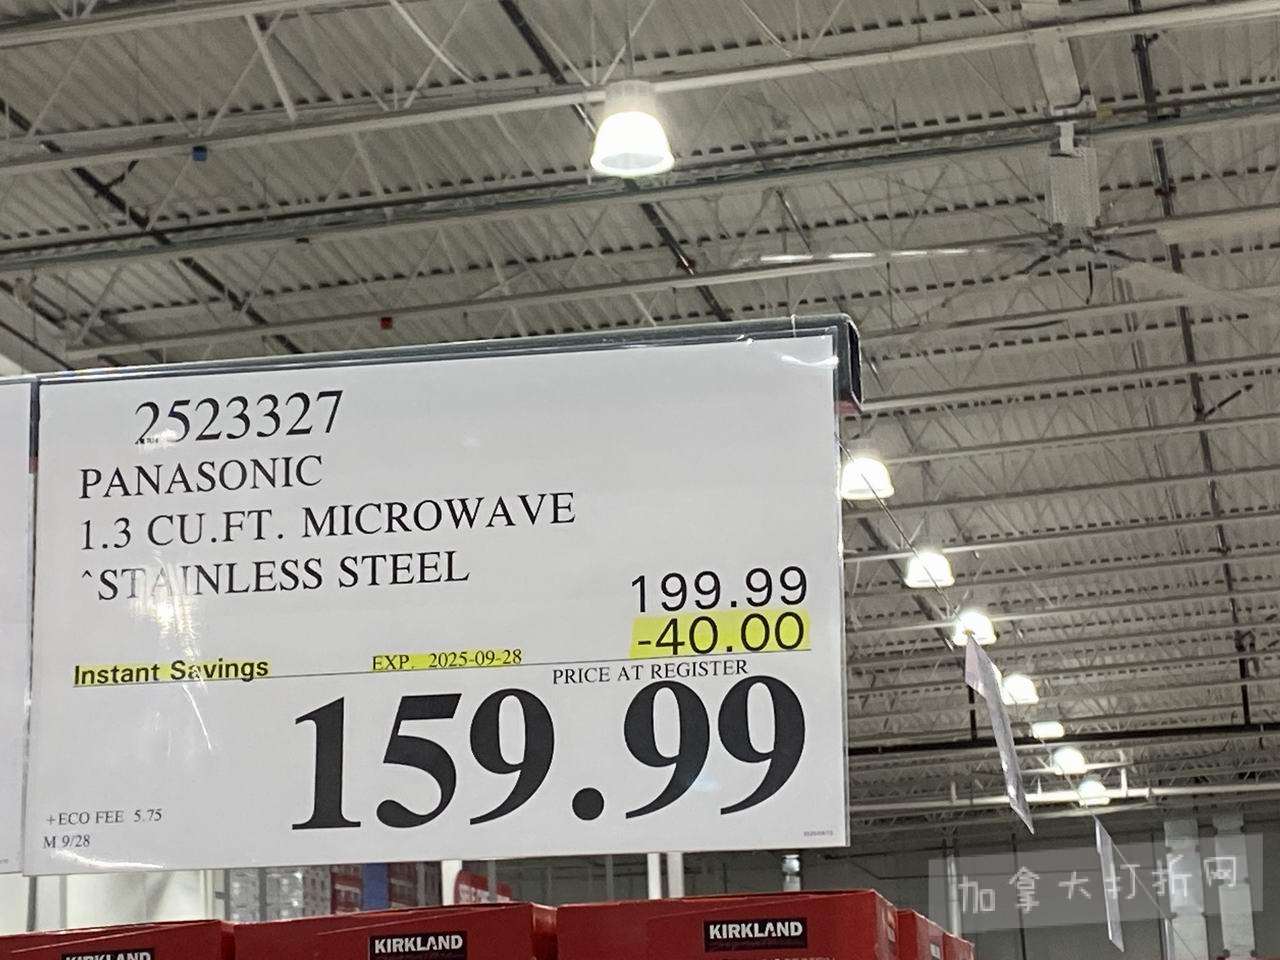 2523327
PANASONIC
1.3 CU.FT. MICROWAVE
^STAINLESS STEEL
199.99
-40.00
Instant Savings EXP. 2025-09-28
PRICE AT REGISTER
159.99
+ECO FEE 5.75
M 9/28
加拿大打折网
KIRKLAND
KIRKLAND
KIRKLAND